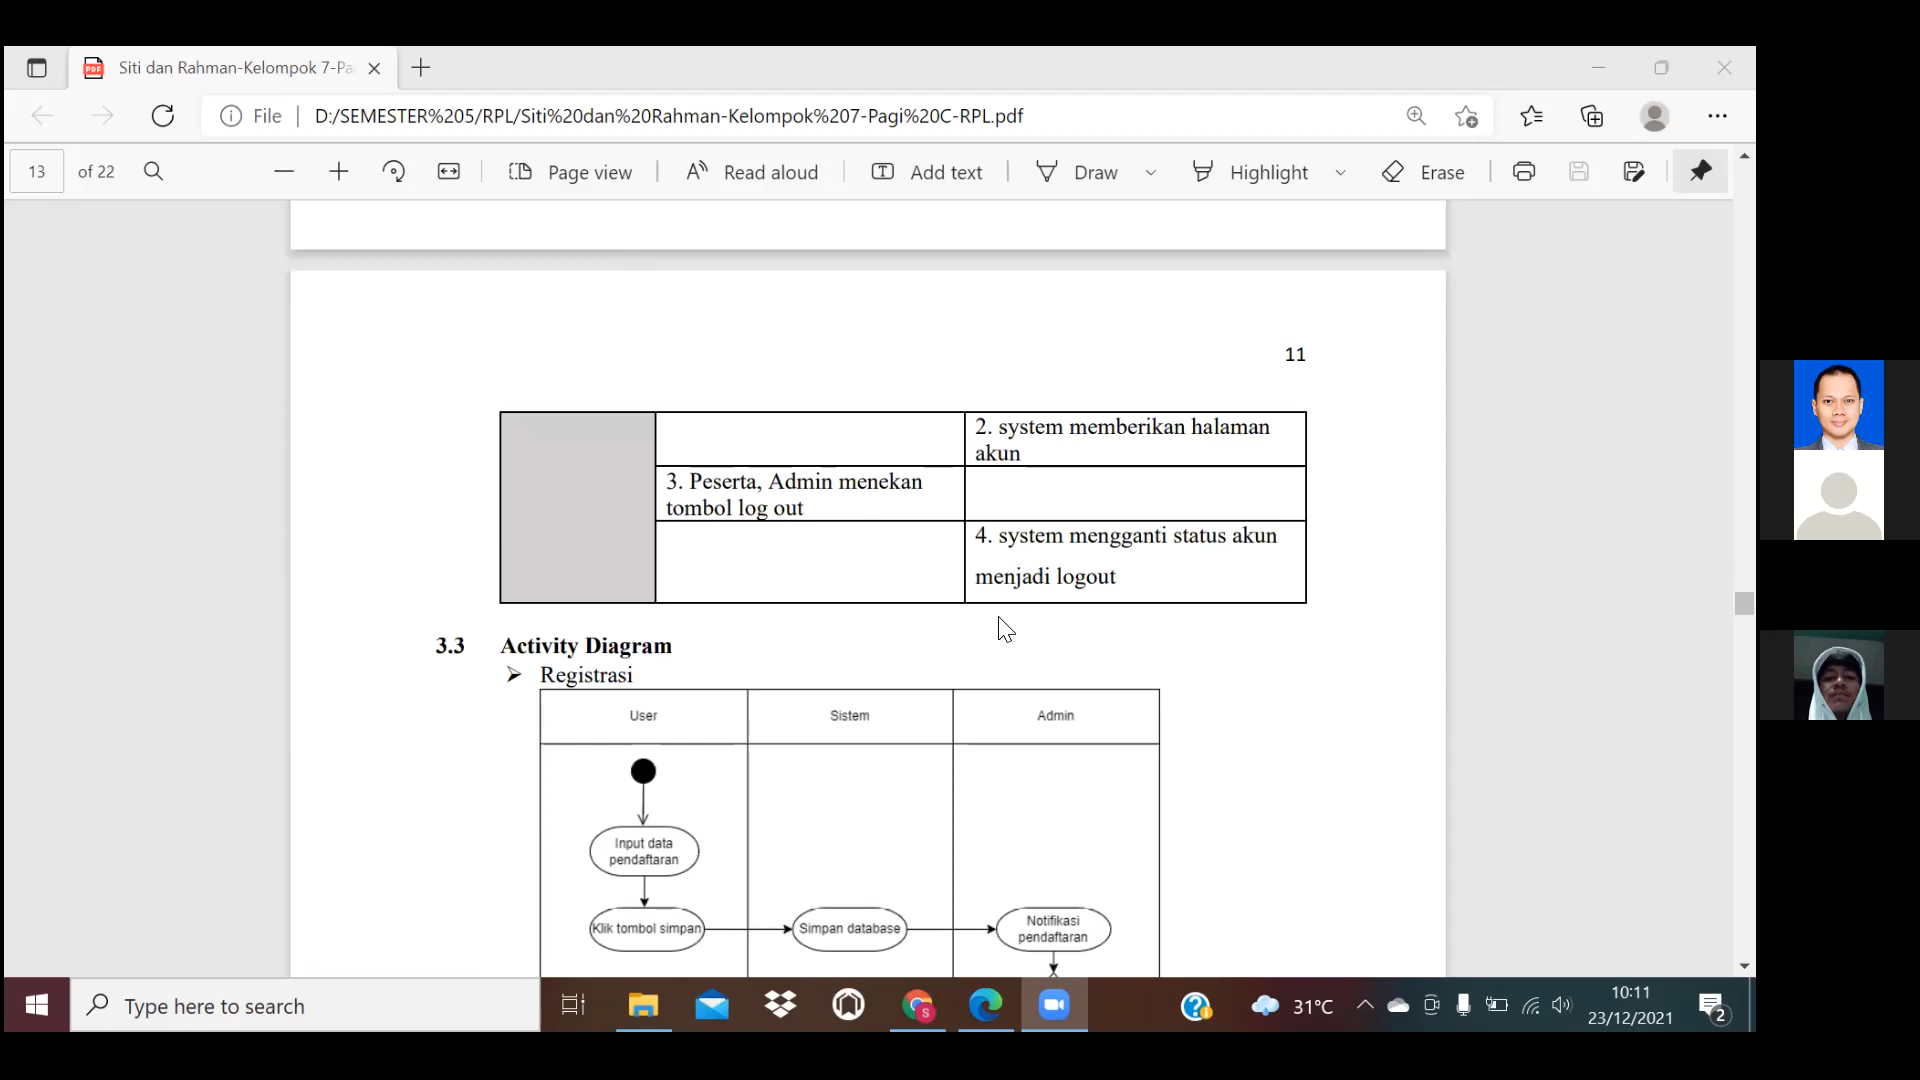 Siti dan Rahman-Kelompok 7-Pa
File
D:/SEMESTER%205/RPL/Siti%20dan%20Rahman-Kelompok%207-Pagi%20C-RPL.pdf
13 of 22
Page view
Read aloud
Add text
Draw
Highlight
Erase
11
2. system memberikan halaman
akun
3. Peserta, Admin menekan
tombol log out
4. system mengganti status akun
menjadi logout
3.3 Activity Diagram
➢ Registrasi
User
Sistem
Admin
Input data
pendaftaran
Klik tombol simpan
Simpan database
Notifikasi
pendaftaran
Type here to search
31°C
10:11
23/12/2021
2